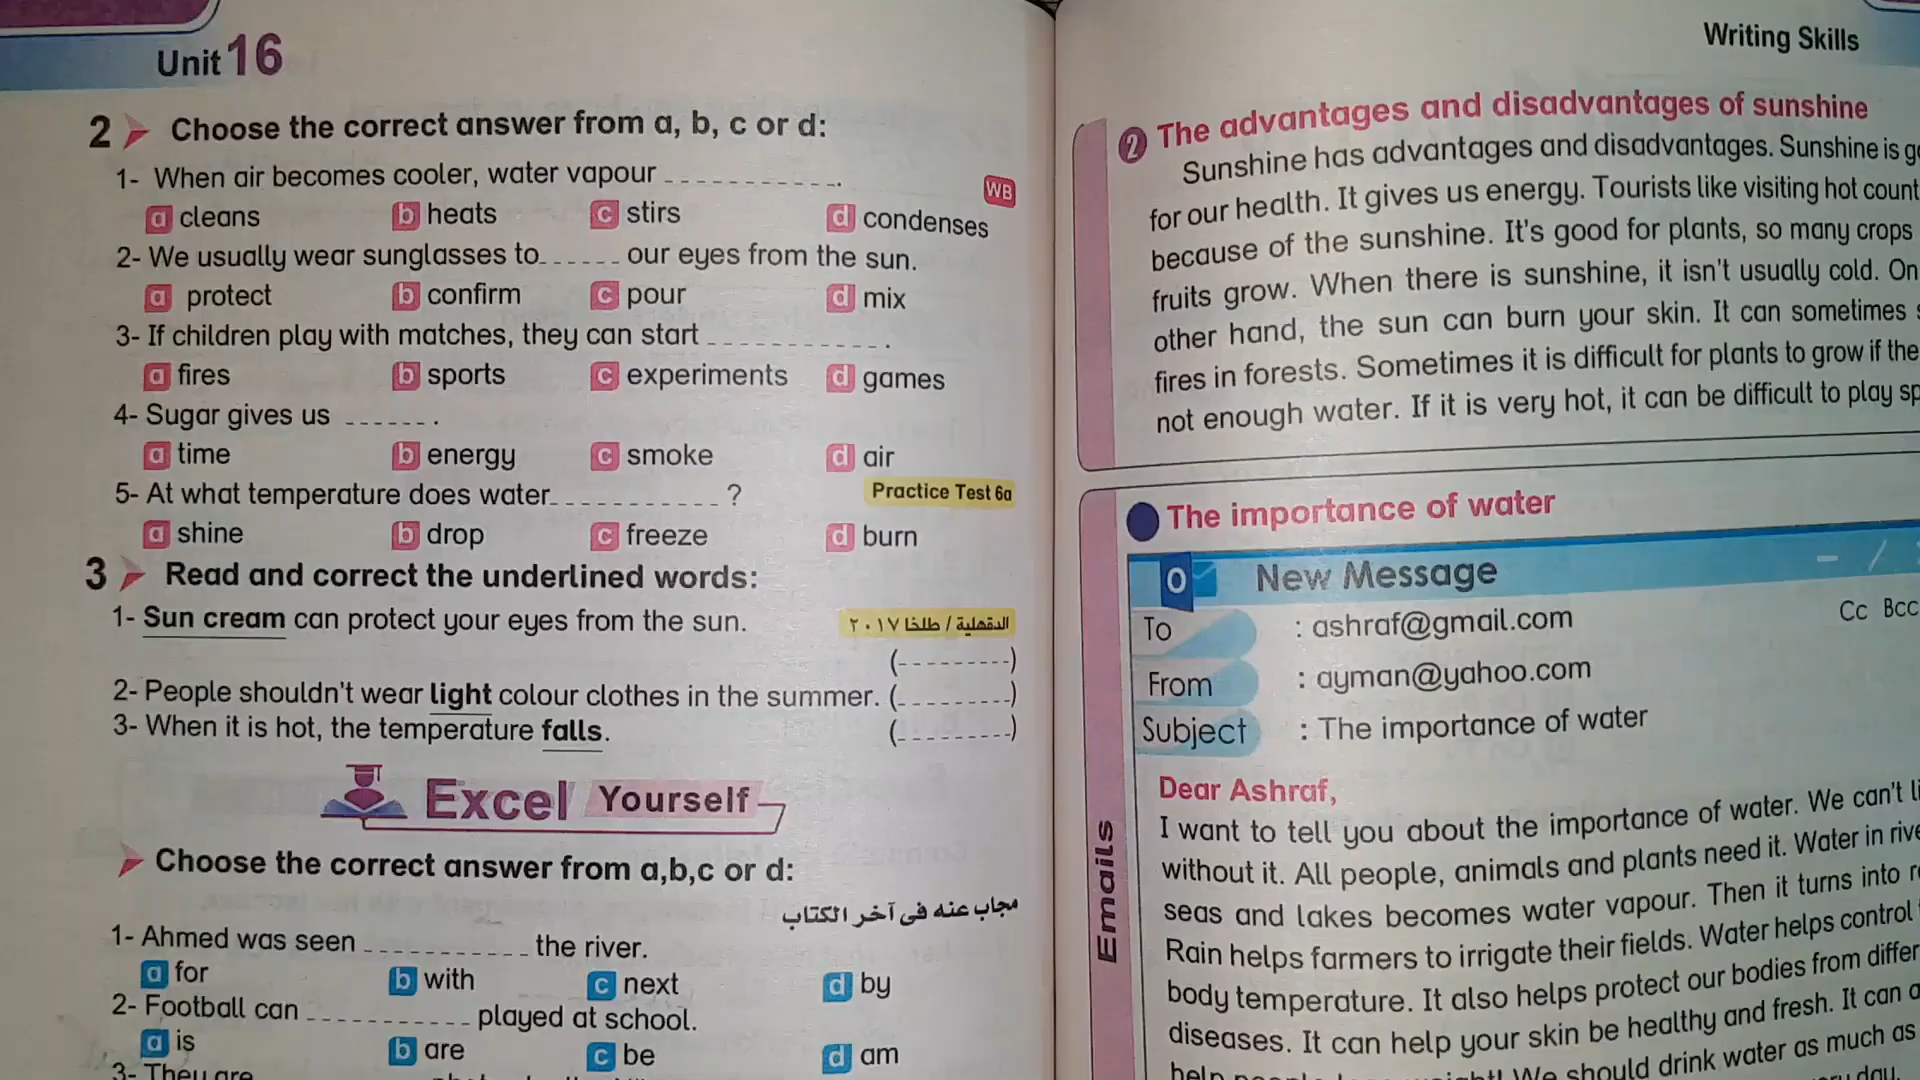 Unit 16
2 Choose the correct answer from a, b, c or d:
1- When air becomes cooler, water vapour ____________.
WB
a cleans b heats c stirs d condenses
2- We usually wear sunglasses to ______ our eyes from the sun.
a protect b confirm c pour d mix
3- If children play with matches, they can start ____________ .
a fires b sports c experiments d games
4- Sugar gives us ______ .
a time b energy c smoke d air
5- At what temperature does water ____________ ?
Practice Test 6a
a shine b drop c freeze d burn
3 Read and correct the underlined words:
1- Sun cream can protect your eyes from the sun.
الدقهلية / طلخا ٢٠١٧
(---------)
2- People shouldn't wear light colour clothes in the summer. (---------)
3- When it is hot, the temperature falls. (---------)
Excel Yourself
Choose the correct answer from a,b,c or d:
مجاب عنه فى آخر الكتاب
1- Ahmed was seen ____________ the river.
a for b with c next d by
2- Football can ____________ played at school.
a is b are c be d am
3- They are
Writing Skills
2 The advantages and disadvantages of sunshine
Sunshine has advantages and disadvantages. Sunshine is
for our health. It gives us energy. Tourists like visiting hot
because of the sunshine. It's good for plants, so many crops
fruits grow. When there is sunshine, it isn't usually cold.
other hand, the sun can burn your skin. It can sometimes
fires in forests. Sometimes it is difficult for plants to grow if
not enough water. If it is very hot, it can be difficult to play
The importance of water
O New Message
To : ashraf@gmail.com
Cc Bcc
From : ayman@yahoo.com
Subject : The importance of water
Emails
Dear Ashraf,
I want to tell you about the importance of water. We can't
without it. All people, animals and plants need it. Water in
seas and lakes becomes water vapour. Then it turns into
Rain helps farmers to irrigate their fields. Water helps control
body temperature. It also helps protect our bodies from
diseases. It can help your skin be healthy and fresh. It can
help We should drink water as much as
day.